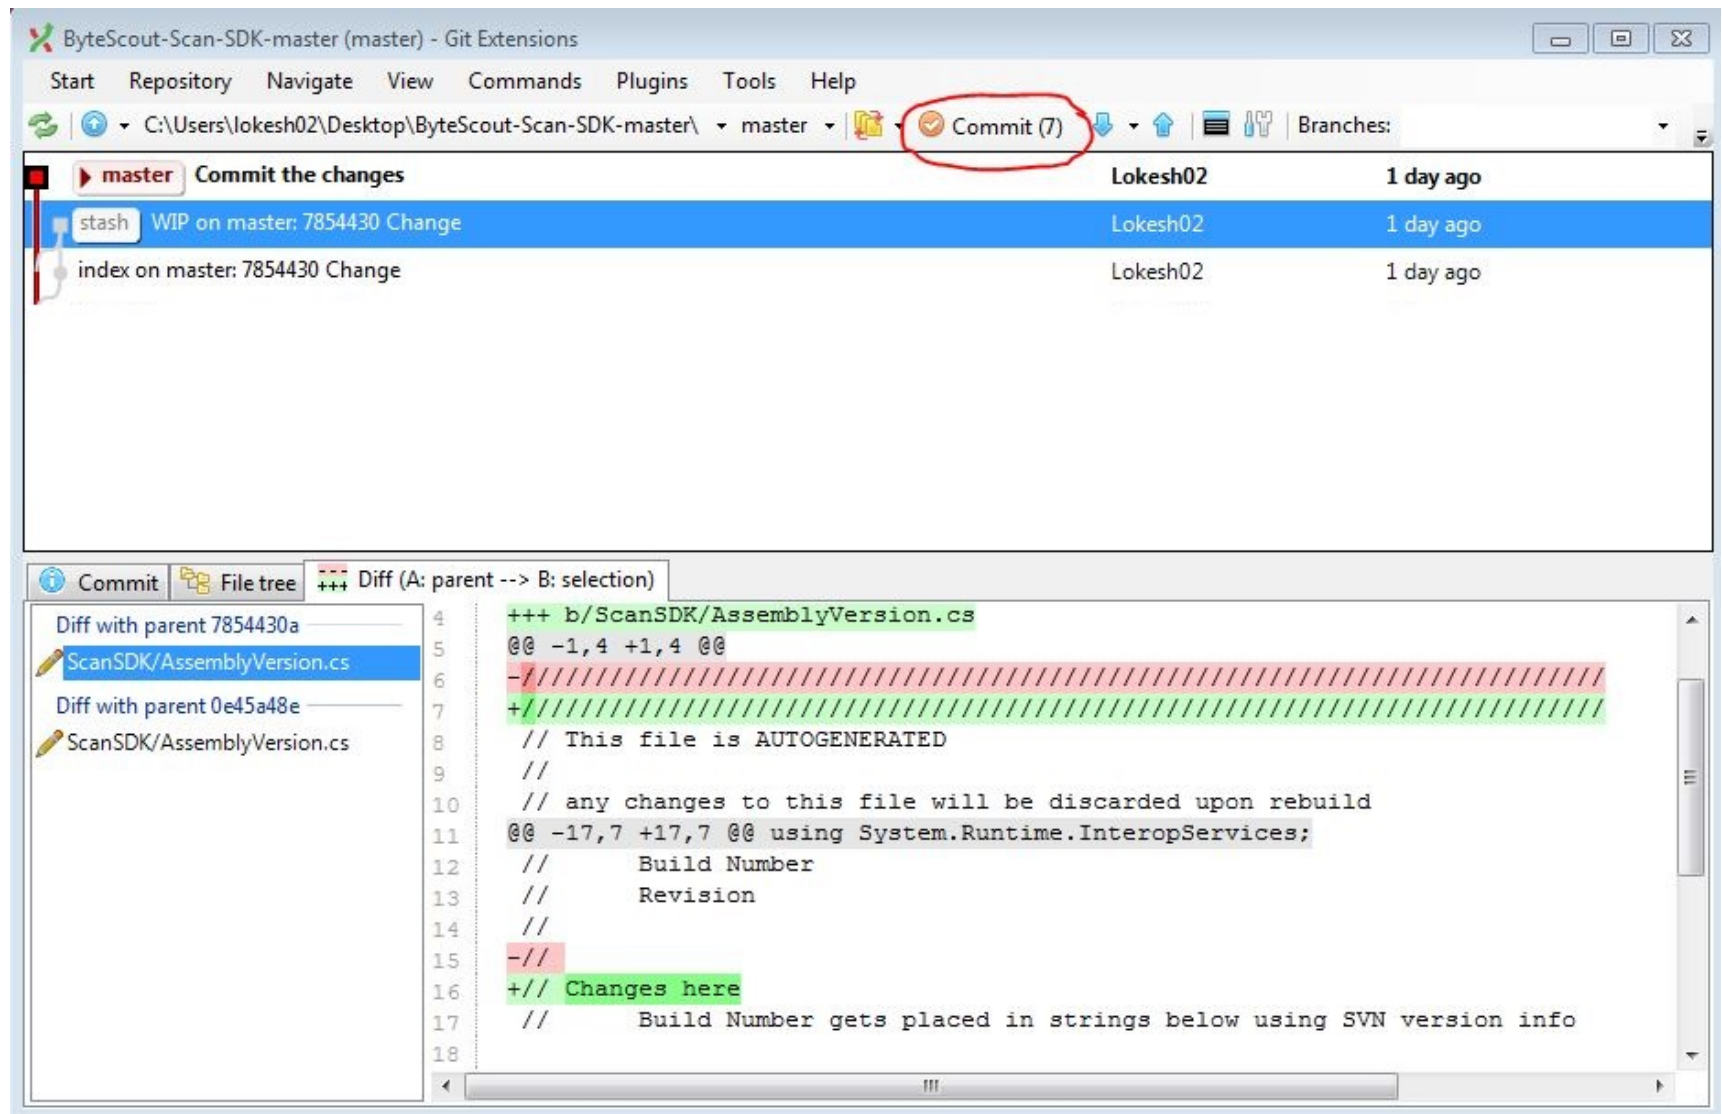 ByteScout-Scan-SDK-master (master) - Git Extensions
Start Repository Navigate View Commands Plugins Tools Help
C:\Users\lokesh02\Desktop\ByteScout-Scan-SDK-master\ master Commit (7) Branches:
master Commit the changes Lokesh02 1 day ago
stash WIP on master: 7854430 Change Lokesh02 1 day ago
index on master: 7854430 Change Lokesh02 1 day ago
Commit File tree Diff (A: parent --> B: selection)
Diff with parent 7854430a
ScanSDK/AssemblyVersion.cs
Diff with parent 0e45a48e
ScanSDK/AssemblyVersion.cs
4 +++ b/ScanSDK/AssemblyVersion.cs
5 @@ -1,4 +1,4 @@
6 -//////////////////////////////////////////////////////////////////////////
7 +//////////////////////////////////////////////////////////////////////////
8 // This file is AUTOGENERATED
9 //
10 // any changes to this file will be discarded upon rebuild
11 @@ -17,7 +17,7 @@ using System.Runtime.InteropServices;
12 // Build Number
13 // Revision
14 //
15 -//
16 +// Changes here
17 // Build Number gets placed in strings below using SVN version info
18